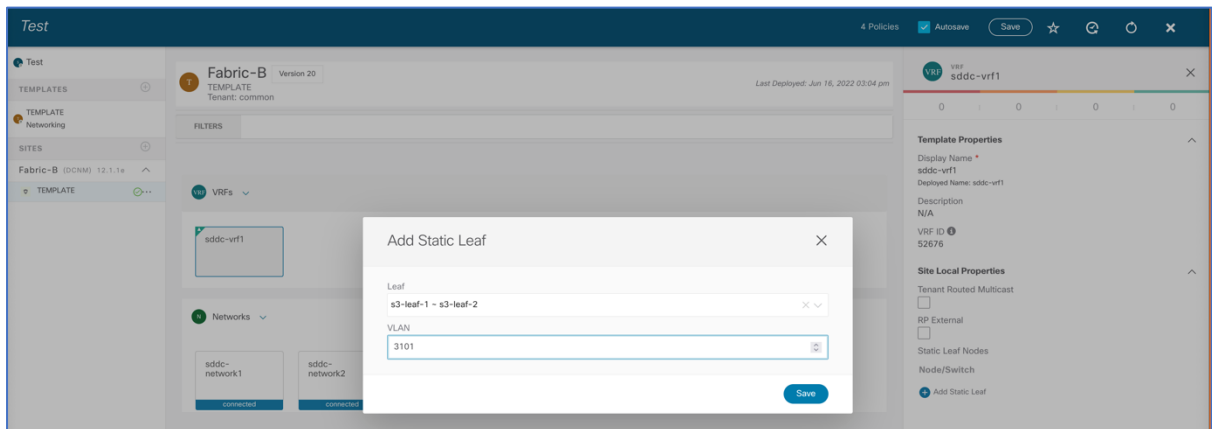 Test
4 Policies
Autosave
Save
Test
TEMPLATES
TEMPLATE
Networking
SITES
Fabric-B (DCNM) 12.1.1e
TEMPLATE
T
Fabric-B Version 20
TEMPLATE
Tenant: common
Last Deployed: Jun 16, 2022 03:04 pm
FILTERS
VRF VRFs
sddc-vrf1
N Networks
sddc-
network1
connected
sddc-
network2
connected
Add Static Leaf
Leaf
s3-leaf-1 ~ s3-leaf-2
VLAN
3101
Save
VRF
VRF
sddc-vrf1
0 0 0 0
Template Properties
Display Name *
sddc-vrf1
Deployed Name: sddc-vrf1
Description
N/A
VRF ID
52676
Site Local Properties
Tenant Routed Multicast
RP External
Static Leaf Nodes
Node/Switch
Add Static Leaf